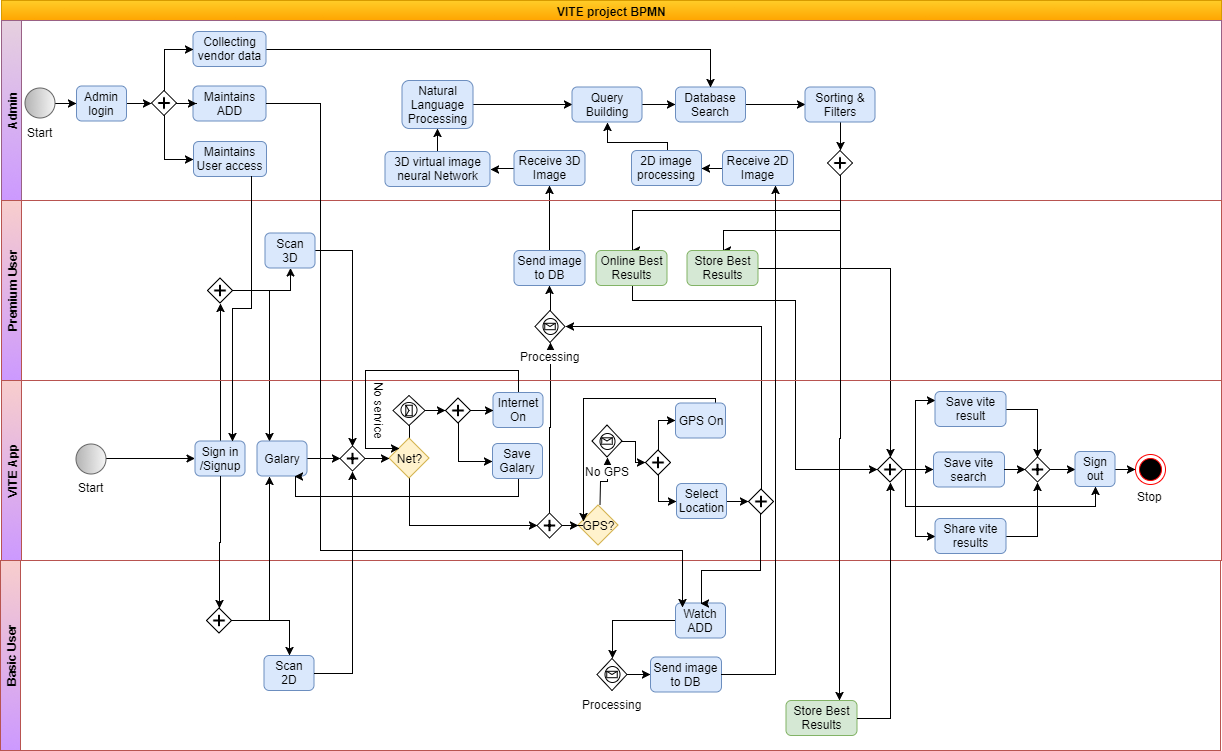 VITE project BPMN
Admin
Start
Admin
login
Collecting
vendor data
Maintains
ADD
Maintains
User access
Natural
Language
Processing
Query
Building
Database
Search
Sorting &
Filters
3D virtual image
neural Network
Receive 3D
Image
2D image
processing
Receive 2D
Image
Premium User
Scan
3D
Send image
to DB
Online Best
Results
Store Best
Results
Processing
VITE App
Start
Sign in
/Signup
Galary
No service
Net?
Internet
On
Save
Galary
No GPS
GPS?
GPS On
Select
Location
Save vite
result
Save vite
search
Share vite
results
Sign
out
Stop
Basic User
Scan
2D
Watch
ADD
Processing
Send image
to DB
Store Best
Results